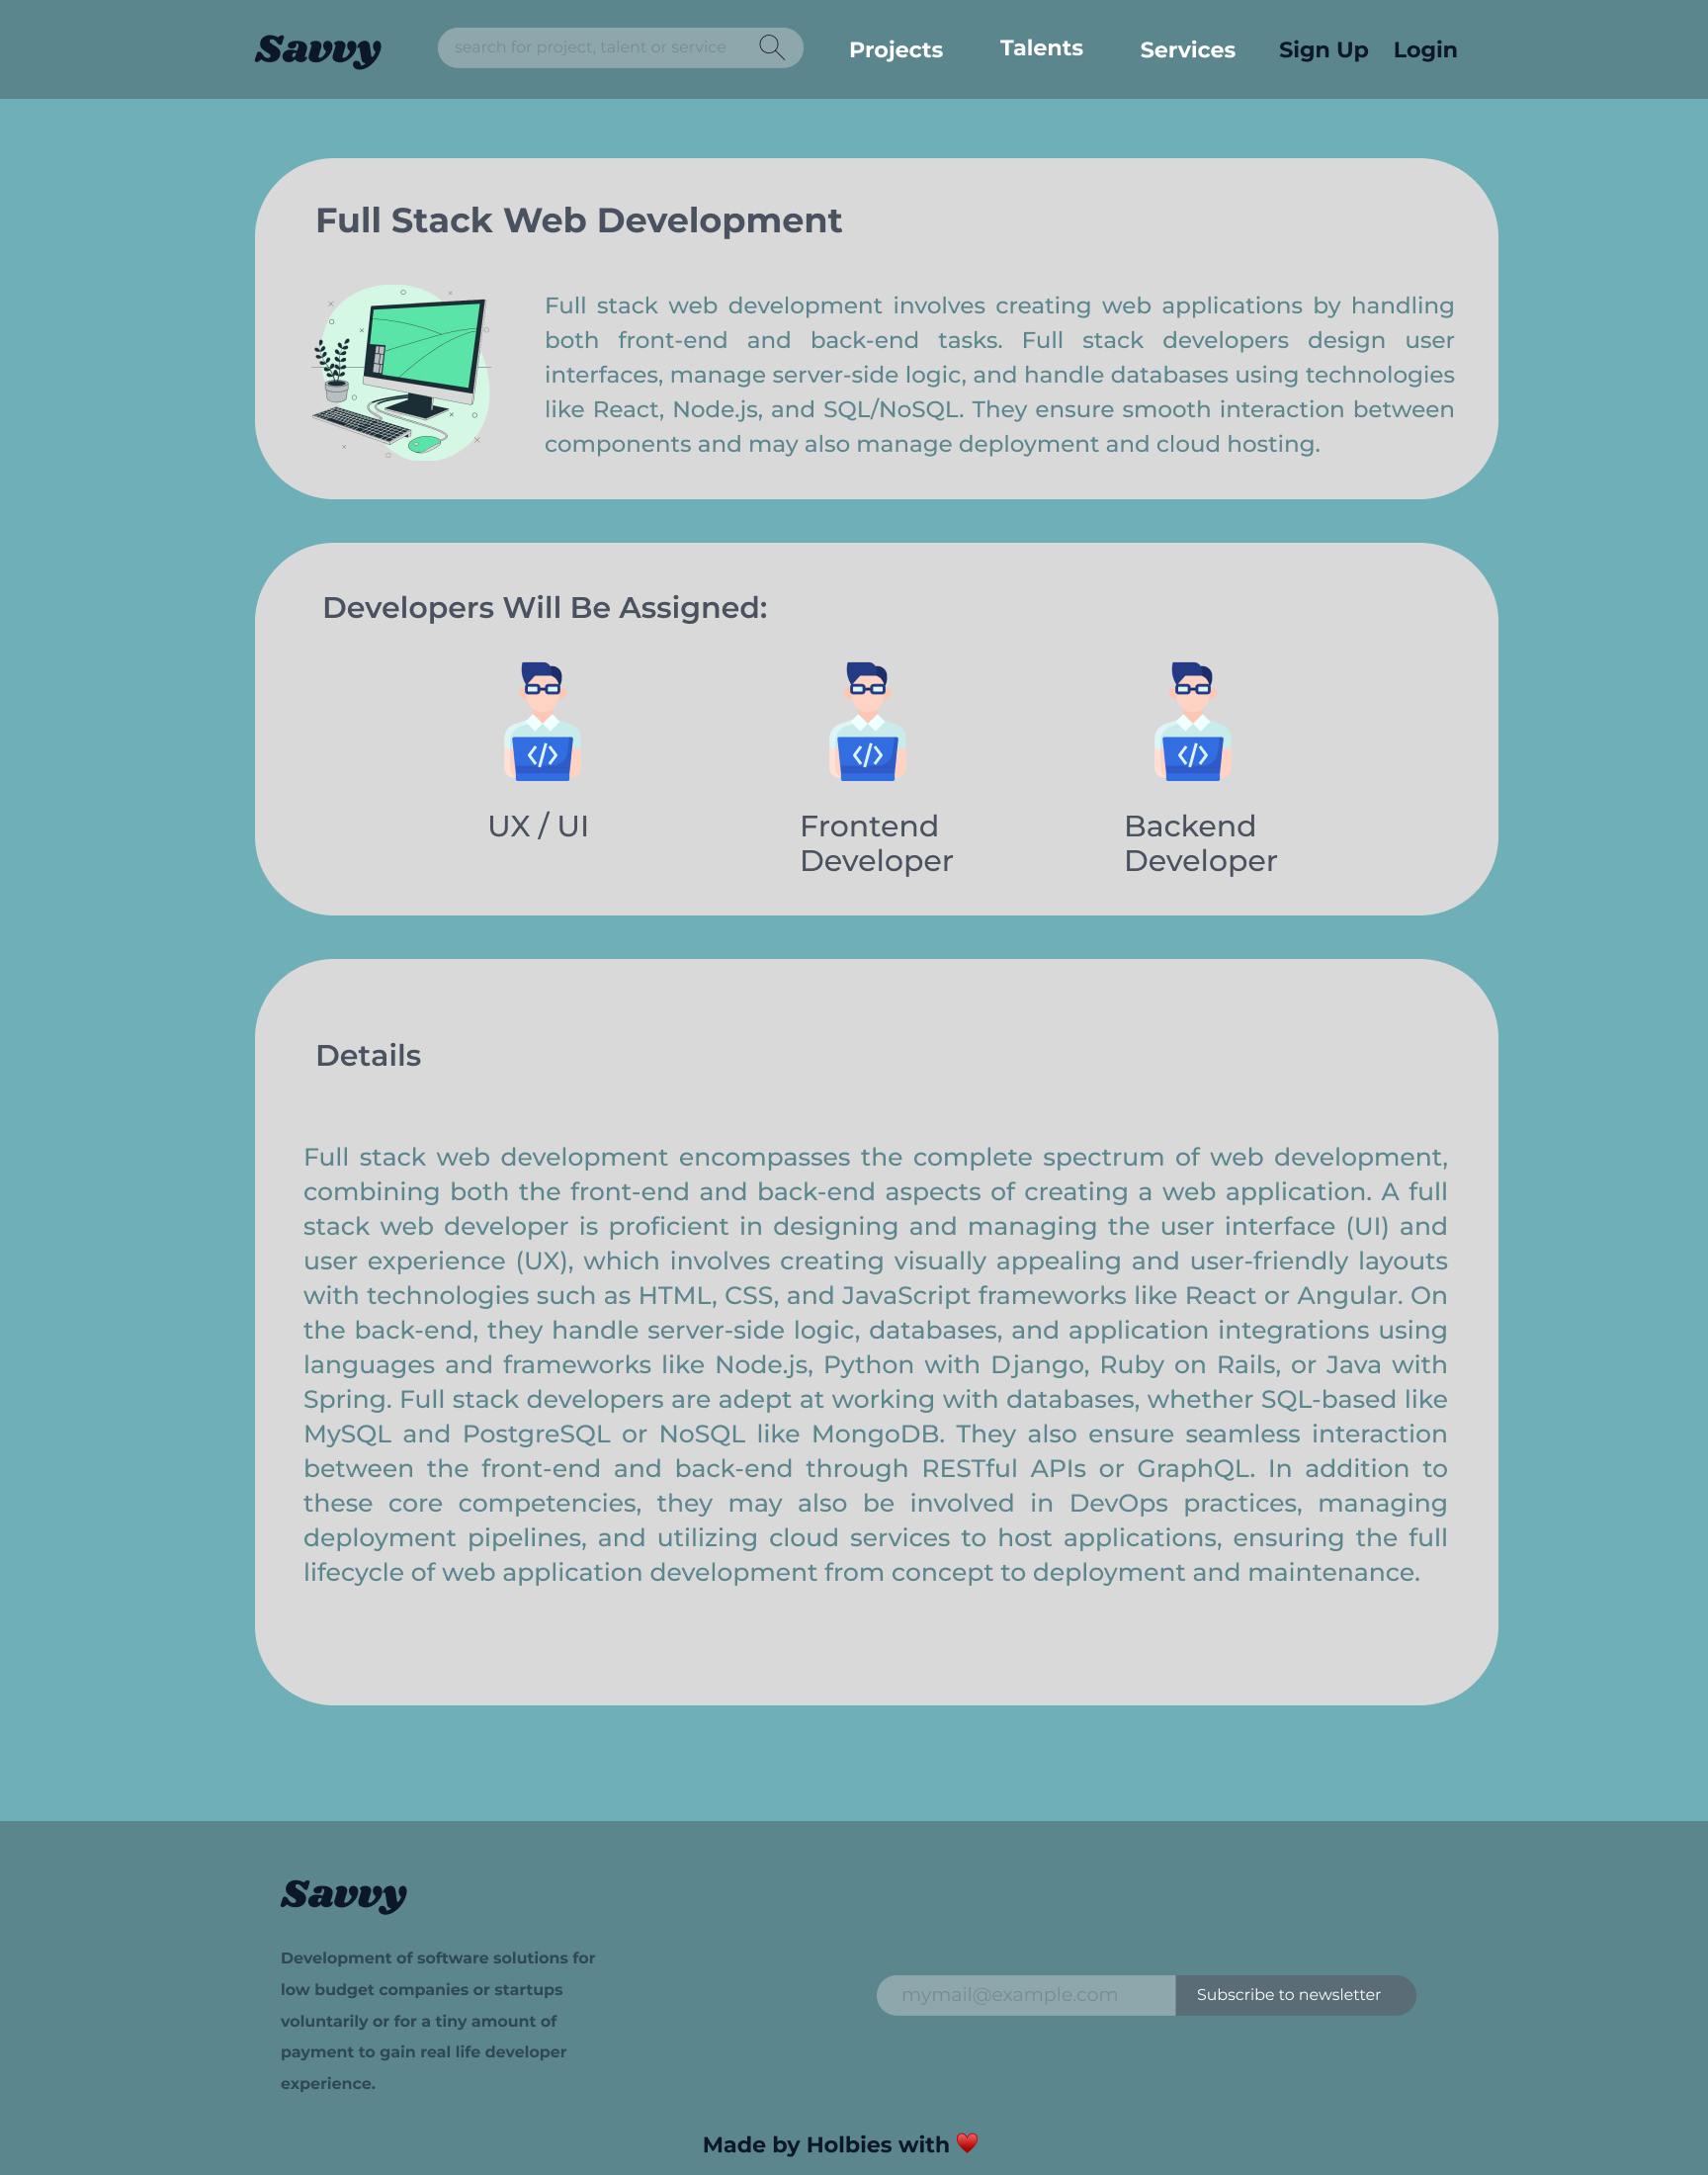 Savvy
search for project, talent or service
Projects
Talents
Services
Sign Up
Login
Full Stack Web Development
Full stack web development involves creating web applications by handling
both front-end and back-end tasks. Full stack developers design user
interfaces, manage server-side logic, and handle databases using technologies
like React, Node.js, and SQL/NoSQL. They ensure smooth interaction between
components and may also manage deployment and cloud hosting.
Developers Will Be Assigned:
</>
</>
</>
UX / UI
Frontend
Developer
Backend
Developer
Details
Full stack web development encompasses the complete spectrum of web development,
combining both the front-end and back-end aspects of creating a web application. A full
stack web developer is proficient in designing and managing the user interface (UI) and
user experience (UX), which involves creating visually appealing and user-friendly layouts
with technologies such as HTML, CSS, and JavaScript frameworks like React or Angular. On
the back-end, they handle server-side logic, databases, and application integrations using
languages and frameworks like Node.js, Python with Django, Ruby on Rails, or Java with
Spring. Full stack developers are adept at working with databases, whether SQL-based like
MySQL and PostgreSQL or NoSQL like MongoDB. They also ensure seamless interaction
between the front-end and back-end through RESTful APIs or GraphQL. In addition to
these core competencies, they may also be involved in DevOps practices, managing
deployment pipelines, and utilizing cloud services to host applications, ensuring the full
lifecycle of web application development from concept to deployment and maintenance.
Savvy
Development of software solutions for
low budget companies or startups
voluntarily or for a tiny amount of
payment to gain real life developer
experience.
mymail@example.com
Subscribe to newsletter
Made by Holbies with ♥️